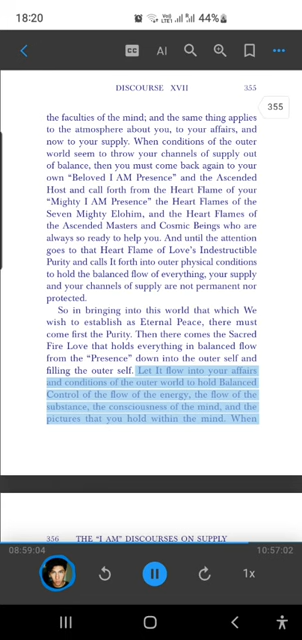 18:20
44%
CC
AI
DISCOURSE XVII 355
355
the faculties of the mind; and the same thing applies
to the atmosphere about you, to your affairs, and
now to your supply. When conditions of the outer
world seem to throw your channels of supply out
of balance, then you must come back again to your
own "Beloved I AM Presence" and the Ascended
Host and call forth from the Heart Flame of your
"Mighty I AM Presence" the Heart Flames of the
Seven Mighty Elohim, and the Heart Flames of
the Ascended Masters and Cosmic Beings who are
always so ready to help you. And until the attention
goes to that Heart Flame of Love's Indestructible
Purity and calls It forth into outer physical conditions
to hold the balanced flow of everything, your supply
and your channels of supply are not permanent nor
protected.
So in bringing into this world that which We
wish to establish as Eternal Peace, there must
come first the Purity. Then there comes the Sacred
Fire Love that holds everything in balanced flow
from the "Presence" down into the outer self and
filling the outer self. Let It flow into your affairs
and conditions of the outer world to hold Balanced
Control of the flow of the energy, the flow of the
substance, the consciousness of the mind, and the
pictures that you hold within the mind. When
356 THE "I AM" DISCOURSES ON SUPPLY
08:59:04 10:57:02
1x